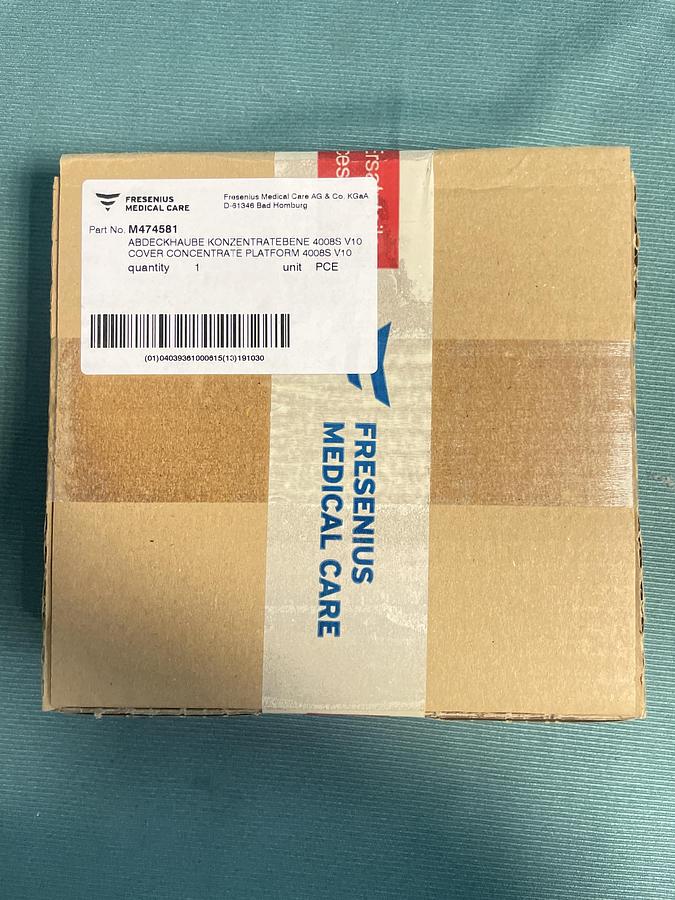 FRESENIUS
MEDICAL CARE
Fresenius Medical Care AG & Co. KGaA
D-61346 Bad Homburg
Part No. M474581
ABDECKHAUBE KONZENTRATEBENE 4008S V10
COVER CONCENTRATE PLATFORM 4008S V10
quantity 1 unit PCE
(01)04039361000615(13)191030
FRESENIUS
MEDICAL CARE